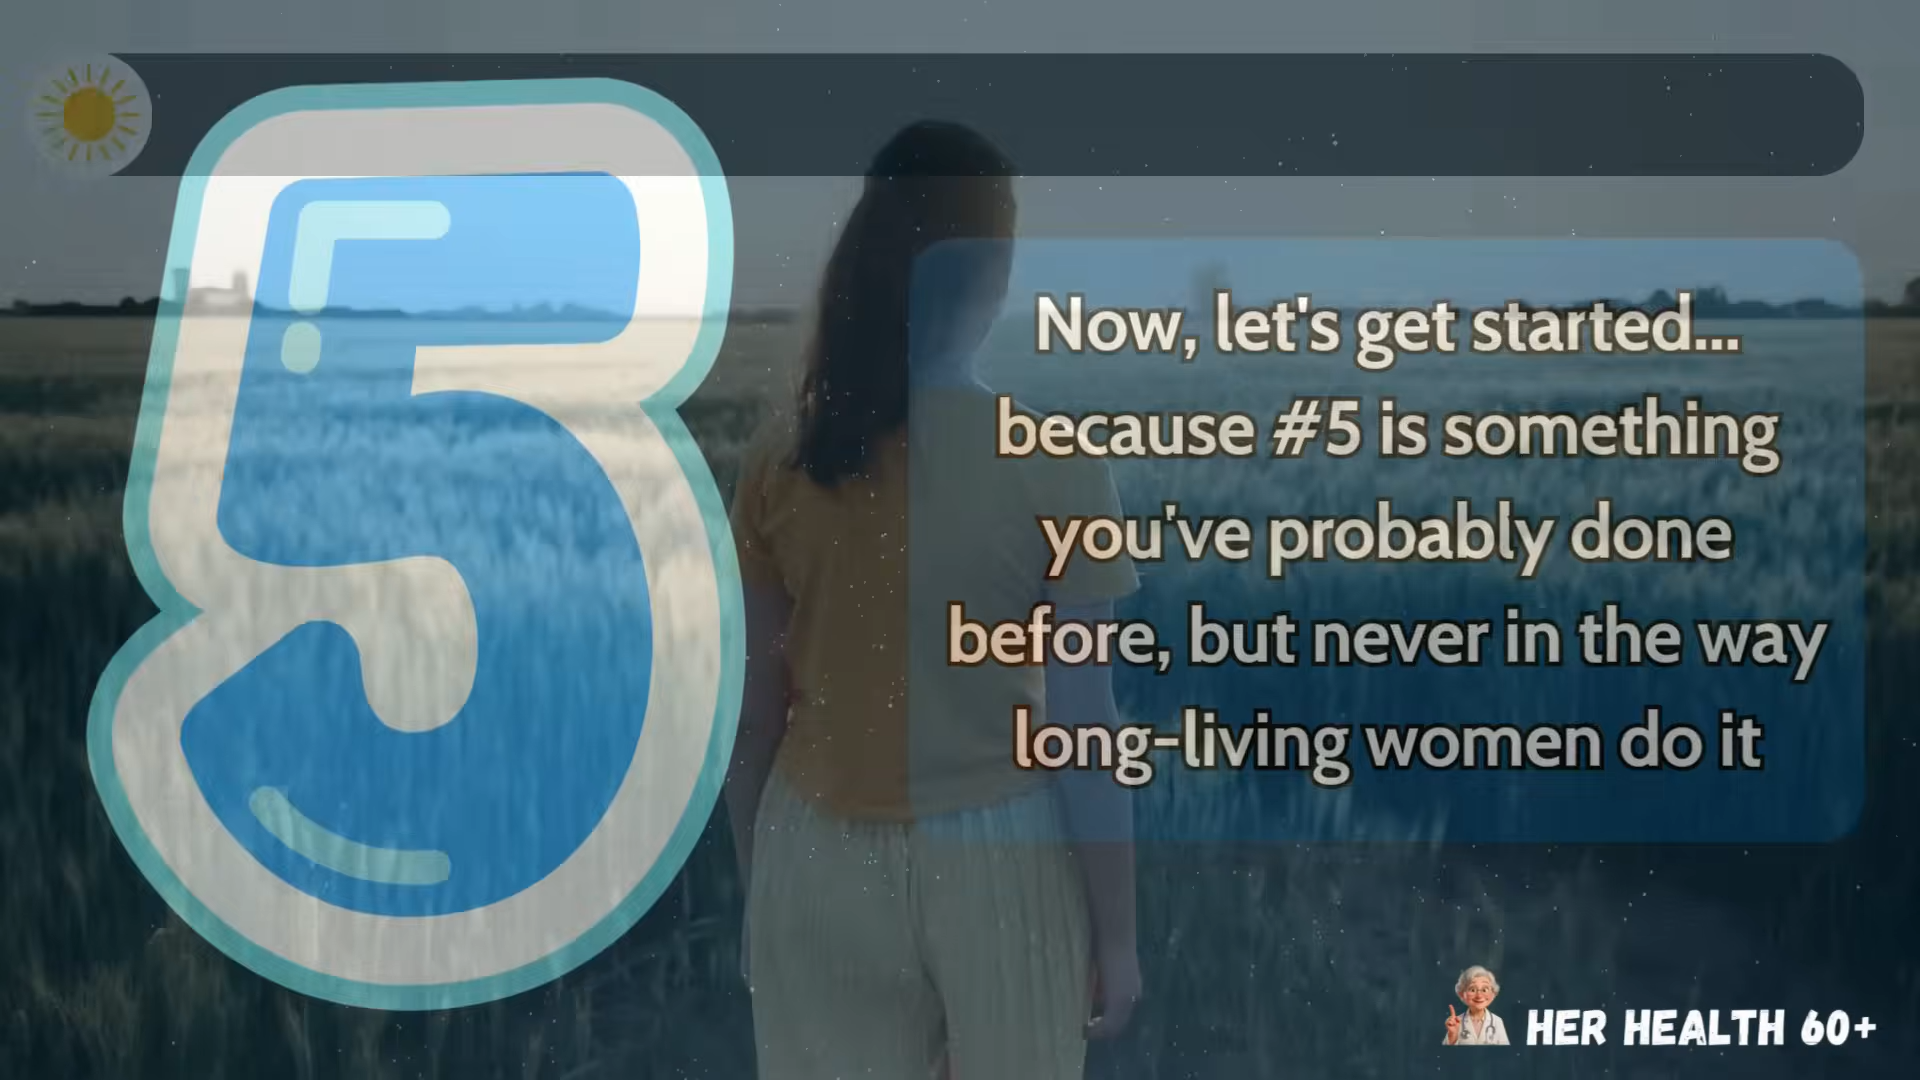 5
Now, let's get started...
because #5 is something
you've probably done
before, but never in the way
long-living women do it
HER HEALTH 60+